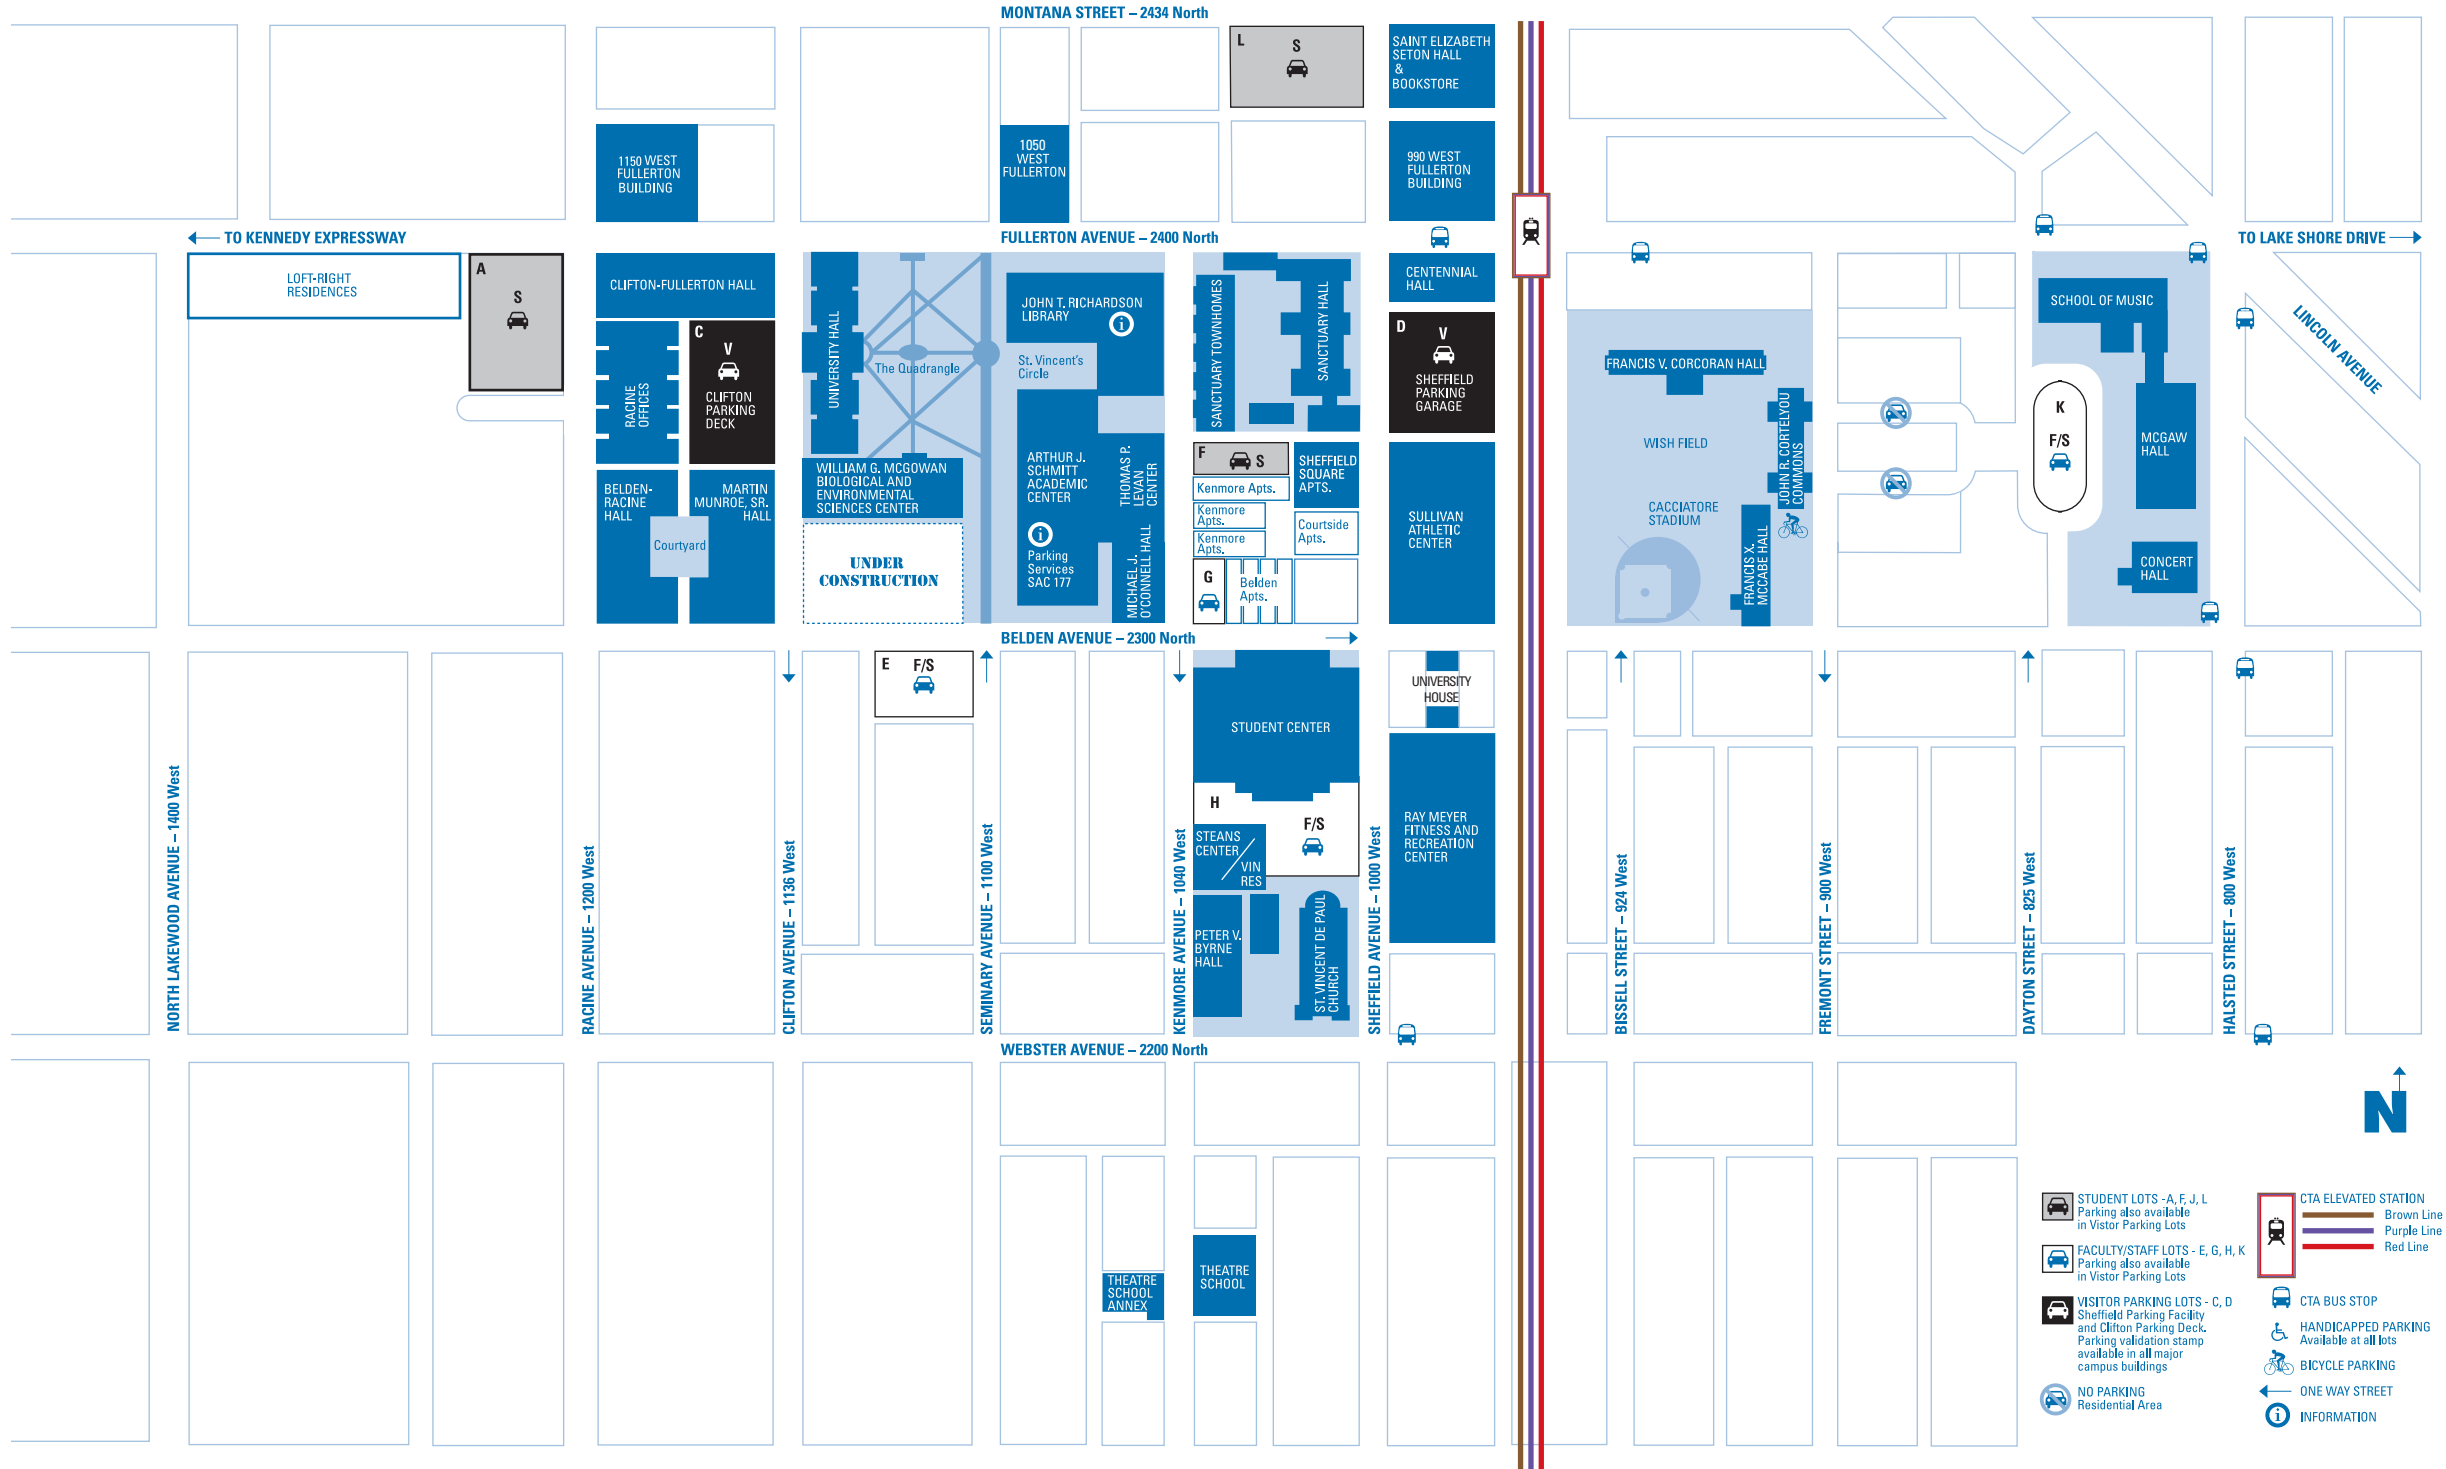 MONTANA STREET – 2434 North
L
S
SAINT ELIZABETH
SETON HALL
&
BOOKSTORE
1150 WEST
FULLERTON
BUILDING
1050
WEST
FULLERTON
990 WEST
FULLERTON
BUILDING
TO KENNEDY EXPRESSWAY
FULLERTON AVENUE – 2400 North
TO LAKE SHORE DRIVE
LOFT-RIGHT
RESIDENCES
A
S
CLIFTON-FULLERTON HALL
RACINE
OFFICES
C
V
CLIFTON
PARKING
DECK
BELDEN-
RACINE
HALL
MARTIN
MUNROE, SR.
HALL
Courtyard
UNIVERSITY HALL
The Quadrangle
WILLIAM G. MCGOWAN
BIOLOGICAL AND
ENVIRONMENTAL
SCIENCES CENTER
UNDER
CONSTRUCTION
JOHN T. RICHARDSON
LIBRARY
i
St. Vincent's
Circle
ARTHUR J.
SCHMITT
ACADEMIC
CENTER
i
Parking
Services
SAC 177
THOMAS P.
LEVAN
CENTER
MICHAEL J.
O'CONNELL HALL
SANCTUARY TOWNHOMES
SANCTUARY HALL
F
S
Kenmore Apts.
Kenmore
Apts.
Kenmore
Apts.
SHEFFIELD
SQUARE
APTS.
Courtside
Apts.
G
Belden
Apts.
CENTENNIAL
HALL
D
V
SHEFFIELD
PARKING
GARAGE
SULLIVAN
ATHLETIC
CENTER
FRANCIS V. CORCORAN HALL
WISH FIELD
JOHN R. CORTELYOU
COMMONS
CACCIATORE
STADIUM
FRANCIS X.
MCCABE HALL
SCHOOL OF MUSIC
K
F/S
MCGAW
HALL
CONCERT
HALL
LINCOLN AVENUE
BELDEN AVENUE – 2300 North
E
F/S
STUDENT CENTER
UNIVERSITY
HOUSE
H
F/S
STEANS
CENTER
VIN
RES
RAY MEYER
FITNESS AND
RECREATION
CENTER
PETER V.
BYRNE
HALL
ST. VINCENT DE PAUL
CHURCH
NORTH LAKEWOOD AVENUE – 1400 West
RACINE AVENUE – 1200 West
CLIFTON AVENUE – 1136 West
SEMINARY AVENUE – 1100 West
KENMORE AVENUE – 1040 West
SHEFFIELD AVENUE – 1000 West
BISSELL STREET – 924 West
FREMONT STREET – 900 West
DAYTON STREET – 825 West
HALSTED STREET – 800 West
WEBSTER AVENUE – 2200 North
N
THEATRE
SCHOOL
ANNEX
THEATRE
SCHOOL
STUDENT LOTS -A, F, J, L
Parking also available
in Vistor Parking Lots
FACULTY/STAFF LOTS - E, G, H, K
Parking also available
in Vistor Parking Lots
VISITOR PARKING LOTS - C, D
Sheffield Parking Facility
and Clifton Parking Deck.
Parking validation stamp
available in all major
campus buildings
NO PARKING
Residential Area
CTA ELEVATED STATION
Brown Line
Purple Line
Red Line
CTA BUS STOP
HANDICAPPED PARKING
Available at all lots
BICYCLE PARKING
ONE WAY STREET
i
INFORMATION